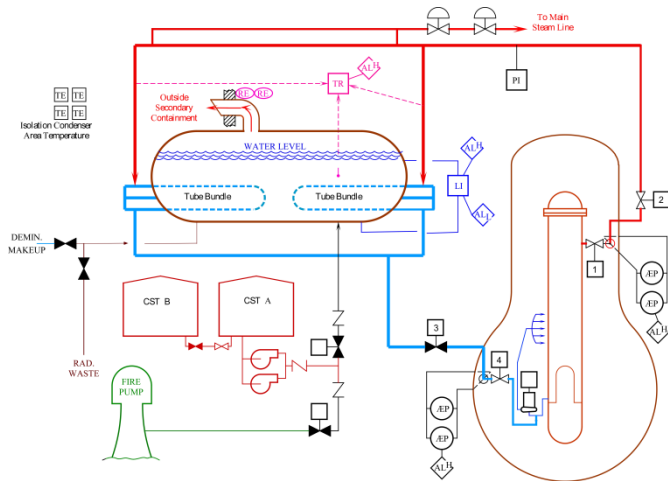 To Main
Steam Line
TE TE
TE TE
Isolation Condenser
Area Temperature
RE RE
TR
ALH
PI
Outside
Secondary
Containment
WATER LEVEL
ALH
LI
ALL
Tube Bundle
Tube Bundle
2
1
ÆP
ÆP
ALH
DEMIN.
MAKEUP
CST B
CST A
3
4
RAD.
WASTE
FIRE
PUMP
ÆP
ÆP
ALH